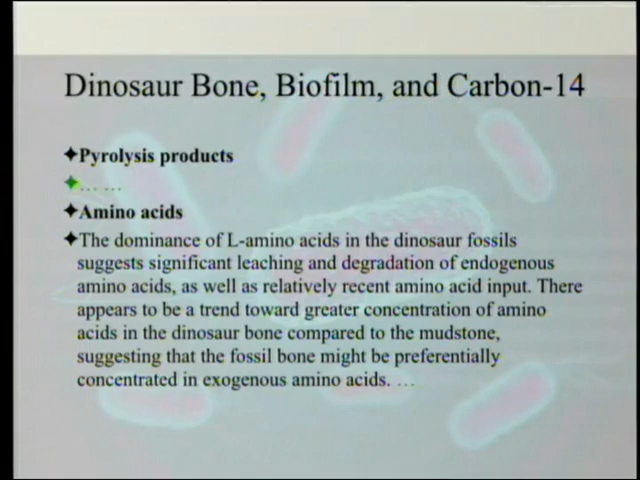 Dinosaur Bone, Biofilm, and Carbon-14
✦Pyrolysis products
✦… …
✦Amino acids
✦The dominance of L-amino acids in the dinosaur fossils
suggests significant leaching and degradation of endogenous
amino acids, as well as relatively recent amino acid input. There
appears to be a trend toward greater concentration of amino
acids in the dinosaur bone compared to the mudstone,
suggesting that the fossil bone might be preferentially
concentrated in exogenous amino acids. …